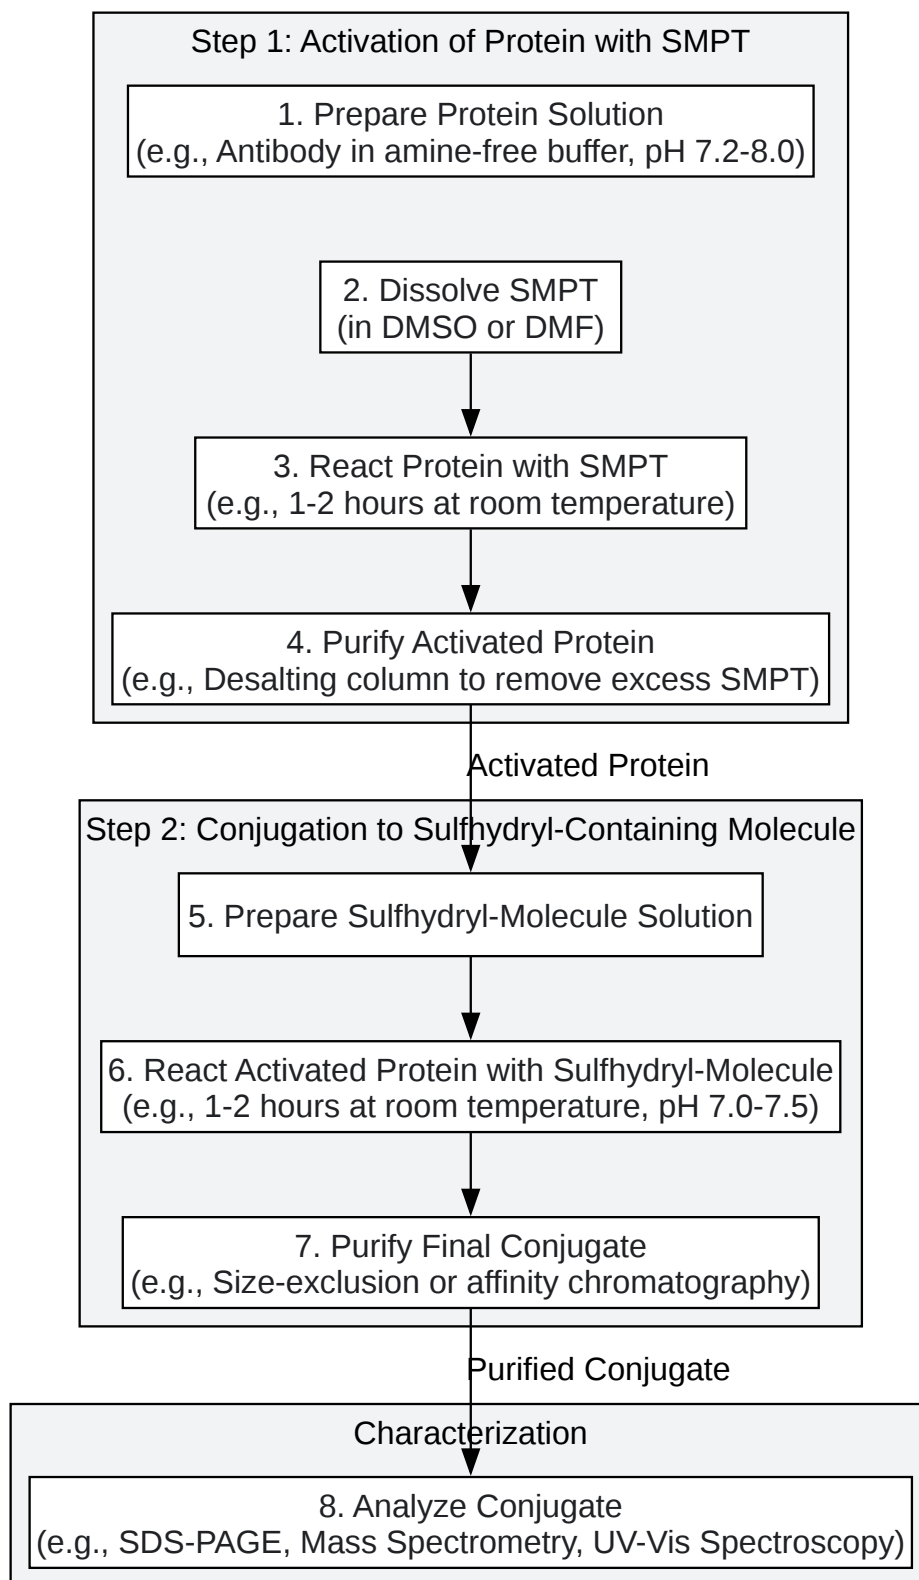 Step 1: Activation of Protein with SMPT
1. Prepare Protein Solution
(e.g., Antibody in amine-free buffer, pH 7.2-8.0)
2. Dissolve SMPT
(in DMSO or DMF)
3. React Protein with SMPT
(e.g., 1-2 hours at room temperature)
4. Purify Activated Protein
(e.g., Desalting column to remove excess SMPT)
Activated Protein
Step 2: Conjugation to Sulfhydryl-Containing Molecule
5. Prepare Sulfhydryl-Molecule Solution
6. React Activated Protein with Sulfhydryl-Molecule
(e.g., 1-2 hours at room temperature, pH 7.0-7.5)
7. Purify Final Conjugate
(e.g., Size-exclusion or affinity chromatography)
Purified Conjugate
Characterization
8. Analyze Conjugate
(e.g., SDS-PAGE, Mass Spectrometry, UV-Vis Spectroscopy)